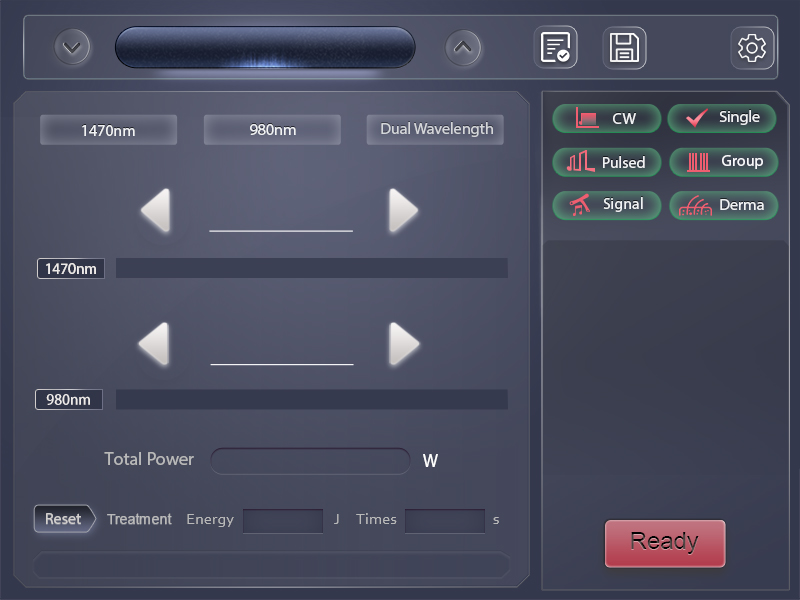 1470nm
980nm
Dual Wavelength
1470nm
980nm
Total Power
W
Reset
Treatment
Energy
J
Times
s
CW
Single
Pulsed
Group
Signal
Derma
Ready